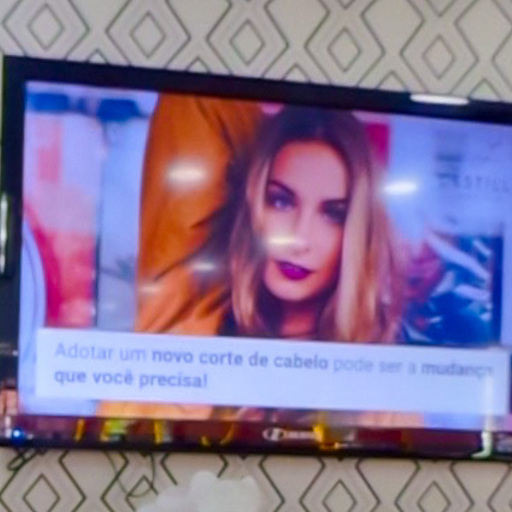 Adotar um novo corte de cabelo pode ser a mudança
que você precisa!